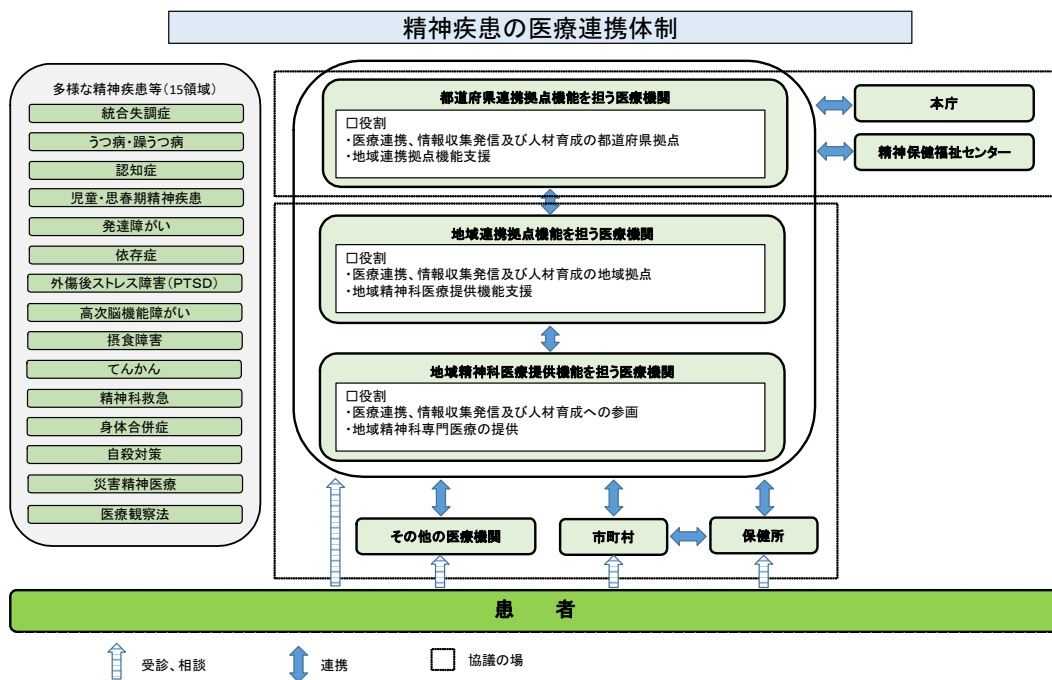 精神疾患の医療連携体制
多様な精神疾患等(15領域)
統合失調症
うつ病・躁うつ病
認知症
児童・思春期精神疾患
発達障がい
依存症
外傷後ストレス障害(PTSD)
高次脳機能障がい
摂食障害
てんかん
精神科救急
身体合併症
自殺対策
災害精神医療
医療観察法
都道府県連携拠点機能を担う医療機関
□役割
・医療連携、情報収集発信及び人材育成の都道府県拠点
・地域連携拠点機能支援
本庁
精神保健福祉センター
地域連携拠点機能を担う医療機関
□役割
・医療連携、情報収集発信及び人材育成の地域拠点
・地域精神科医療提供機能支援
地域精神科医療提供機能を担う医療機関
□役割
・医療連携、情報収集発信及び人材育成への参画
・地域精神科専門医療の提供
その他の医療機関
市町村
保健所
患 者
受診、相談
連携
協議の場